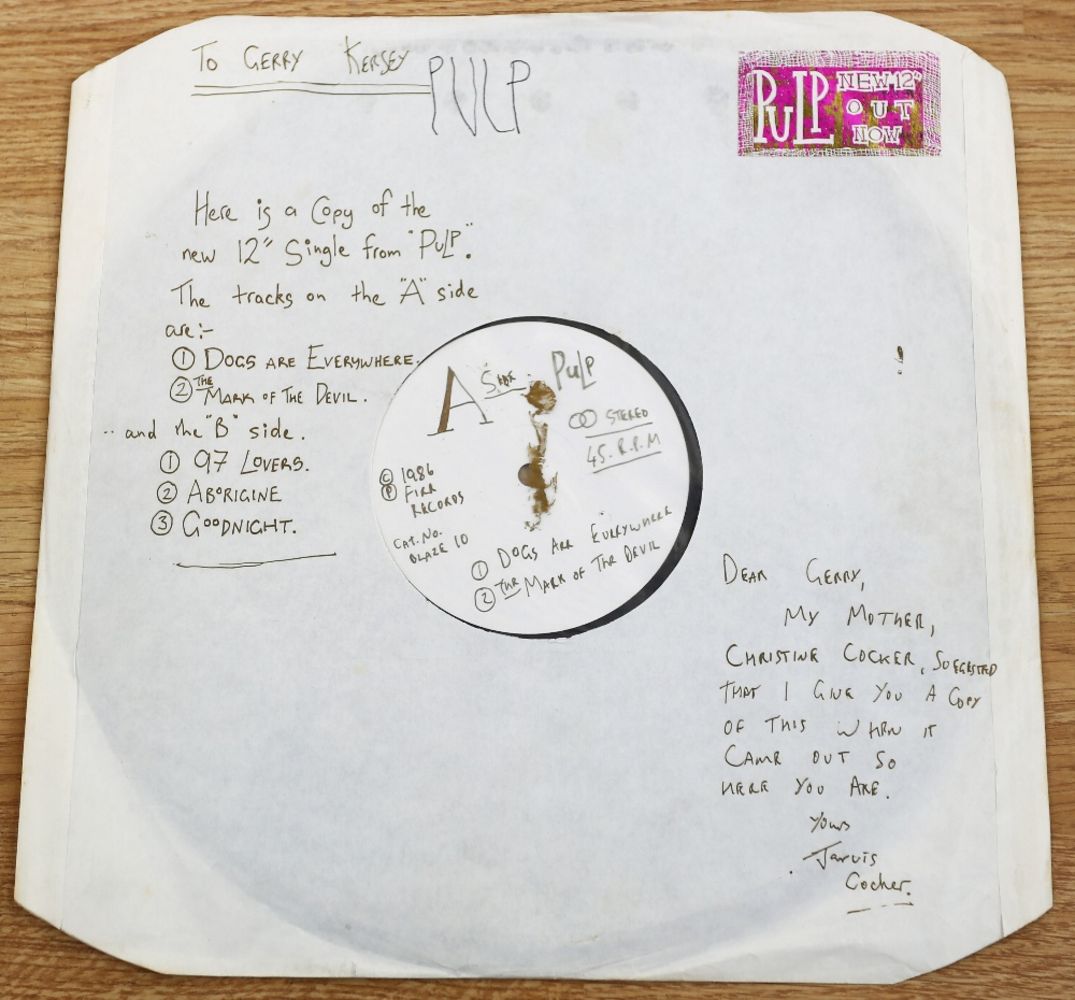 To GERRY KERSEY
PULP
PULP NEW 12"
OUT
NOW
Here is a Copy of the
new 12" Single from "PULP".
The tracks on the "A" side
are:-
① DOGS ARE EVERYWHERE.
② THE MARK OF THE DEVIL.
.. and the "B" side.
① 97 LOVERS.
② ABORIGINE
③ GOODNIGHT.
A SIDE PULP
STEREO
45. R.P.M
© 1986
℗ FIRE
RECORDS
CAT. NO.
BLAZE 10
① DOGS ARE EVERYWHERE
② THE MARK OF THE DEVIL
!
DEAR GERRY,
MY MOTHER,
CHRISTINE COCKER, SUGGESTED
THAT I GIVE YOU A COPY
OF THIS WHEN IT
CAME OUT SO
HERE YOU ARE.
Yours
Jarvis
Cocker.